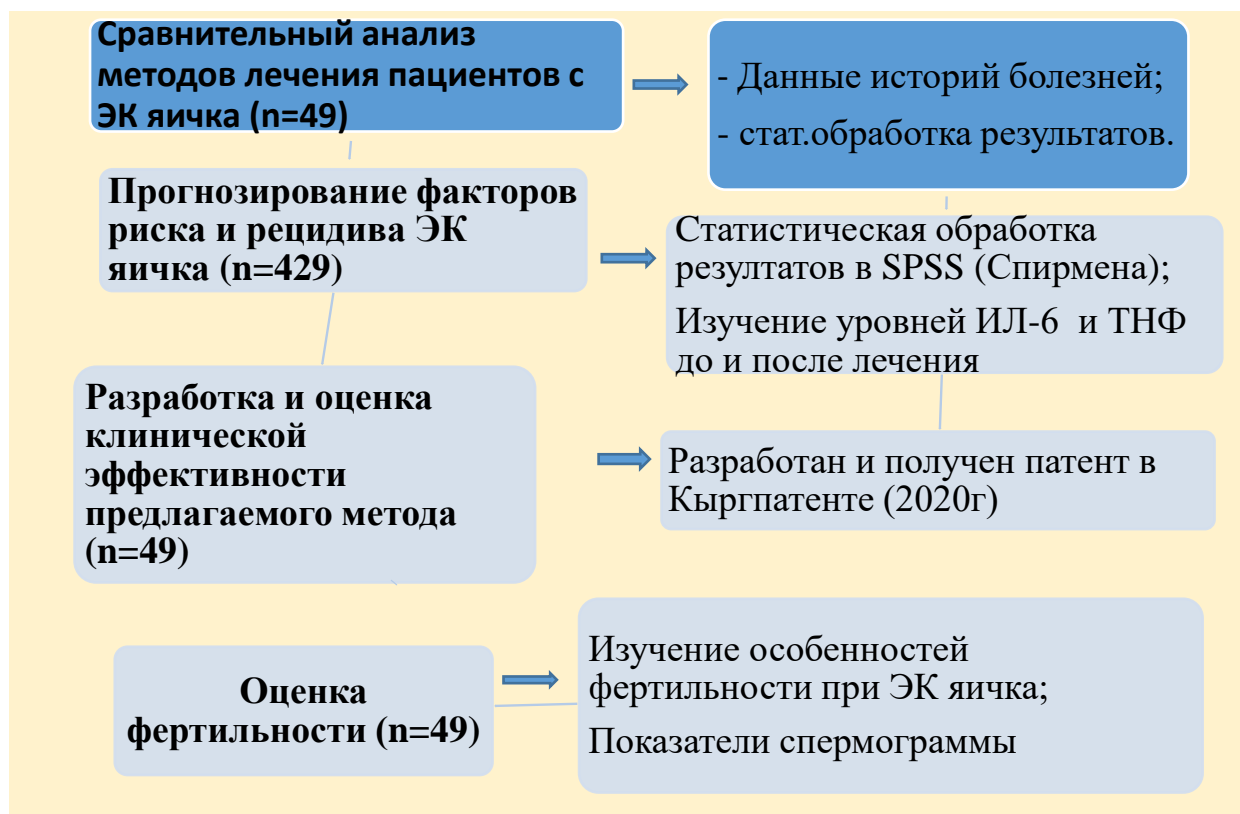 Сравнительный анализ
методов лечения пациентов с
ЭК яичка (n=49)
- Данные историй болезней;
- стат.обработка результатов.
Прогнозирование факторов
риска и рецидива ЭК
яичка (n=429)
Статистическая обработка
резултатов в SPSS (Спирмена);
Изучение уровней ИЛ-6 и ТНФ
до и после лечения
Разработка и оценка
клинической
эффективности
предлагаемого метода
(n=49)
Разработан и получен патент в
Кыргпатенте (2020г)
Оценка
фертильности (n=49)
Изучение особенностей
фертильности при ЭК яичка;
Показатели спермограммы